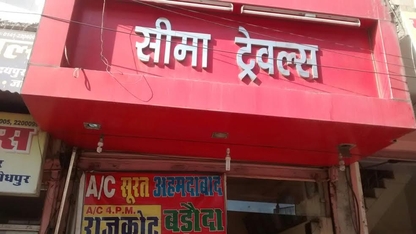 सीमा ट्रेवल्स
A/C सूरत अहमदाबाद
A/C 4 P.M.
राजकोट बडौदा